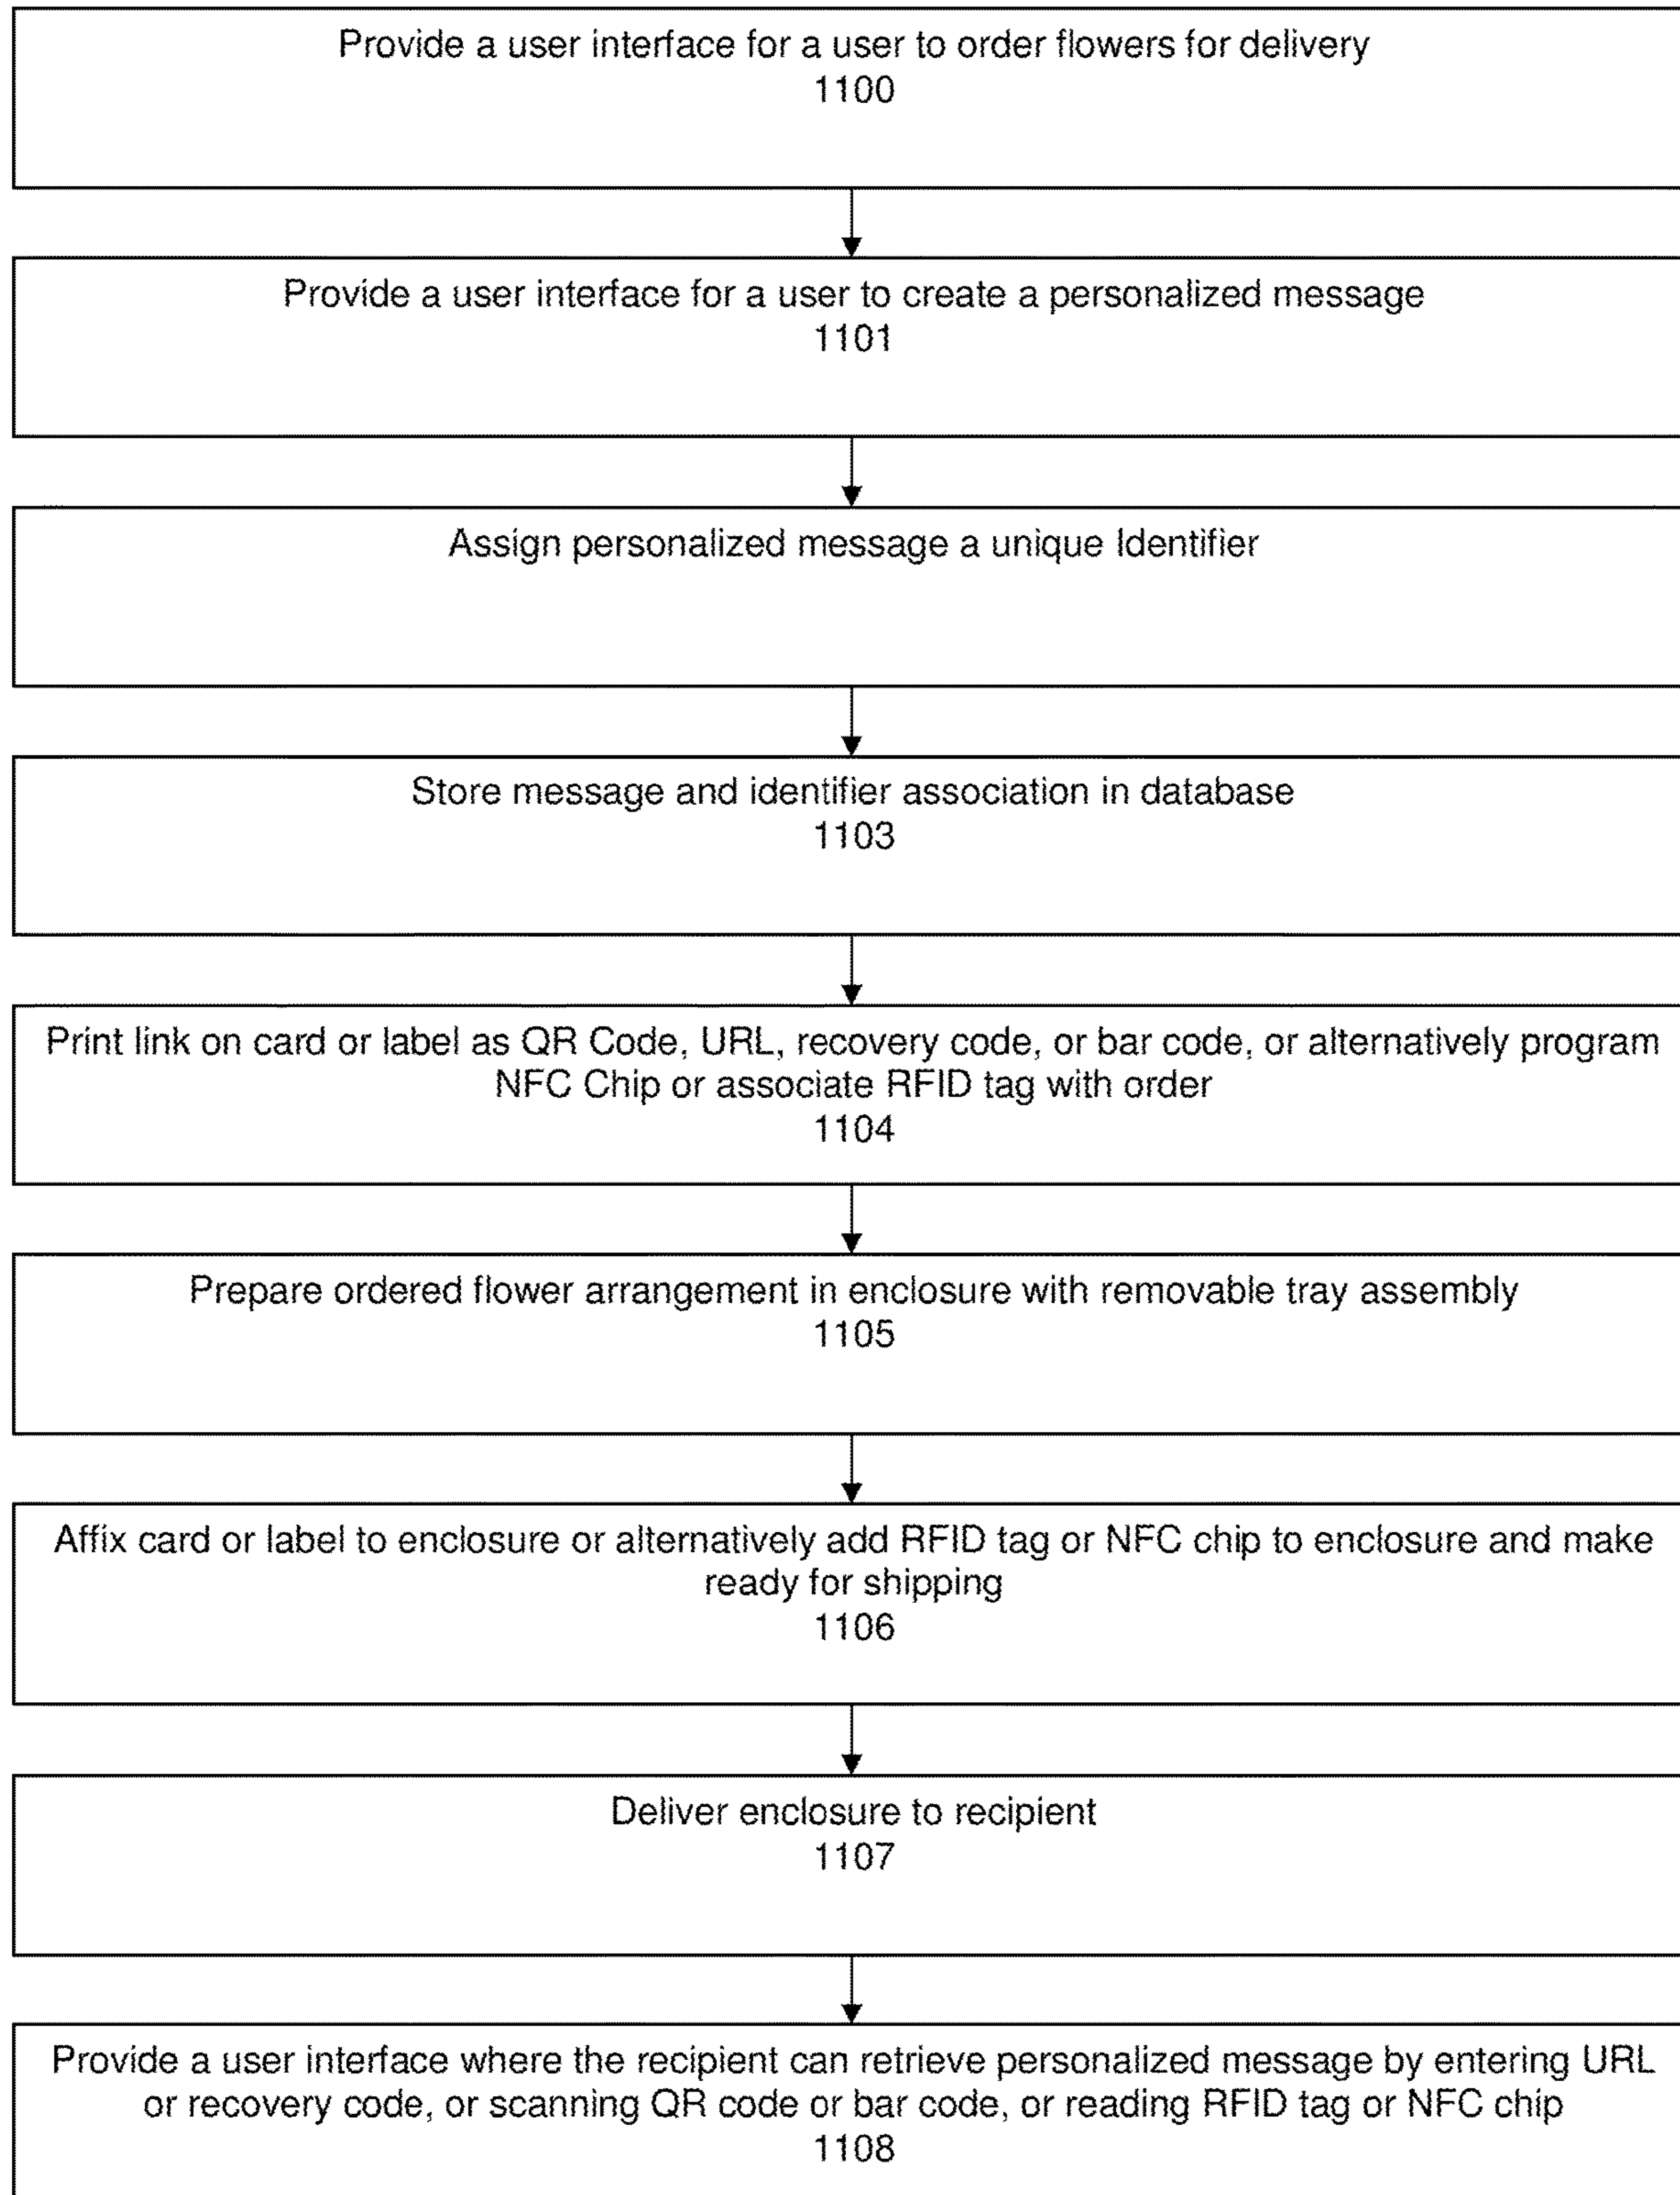 Provide a user interface for a user to order flowers for delivery
1100
Provide a user interface for a user to create a personalized message
1101
Assign personalized message a unique Identifier
Store message and identifier association in database
1103
Print link on card or label as QR Code, URL, recovery code, or bar code, or alternatively program
NFC Chip or associate RFID tag with order
1104
Prepare ordered flower arrangement in enclosure with removable tray assembly
1105
Affix card or label to enclosure or alternatively add RFID tag or NFC chip to enclosure and make
ready for shipping
1106
Deliver enclosure to recipient
1107
Provide a user interface where the recipient can retrieve personalized message by entering URL
or recovery code, or scanning QR code or bar code, or reading RFID tag or NFC chip
1108